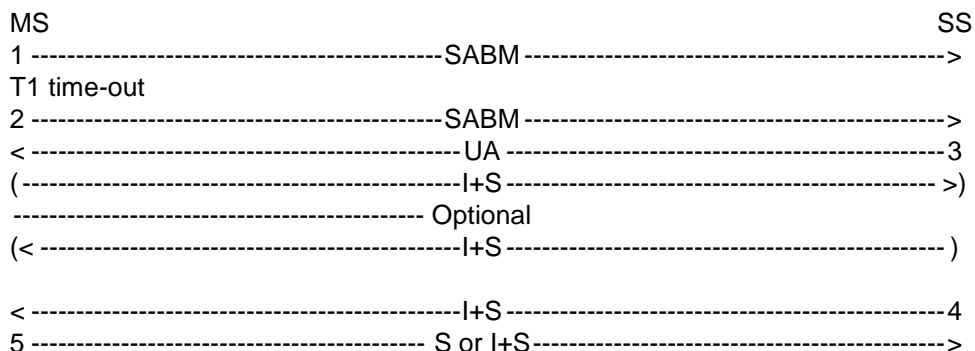 MS SS
1 ----------------------------------------------SABM -----------------------------------------------> 
T1 time-out
2 ----------------------------------------------SABM ----------------------------------------------->
< ------------------------------------------------ UA -------------------------------------------------3
( -------------------------------------------------I+S ------------------------------------------------ >)
---------------------------------------------- Optional
(< -----------------------------------------------I+S ------------------------------------------------- )
< ------------------------------------------------I+S -------------------------------------------------4
5 -------------------------------------------- S or I+S---------------------------------------------->